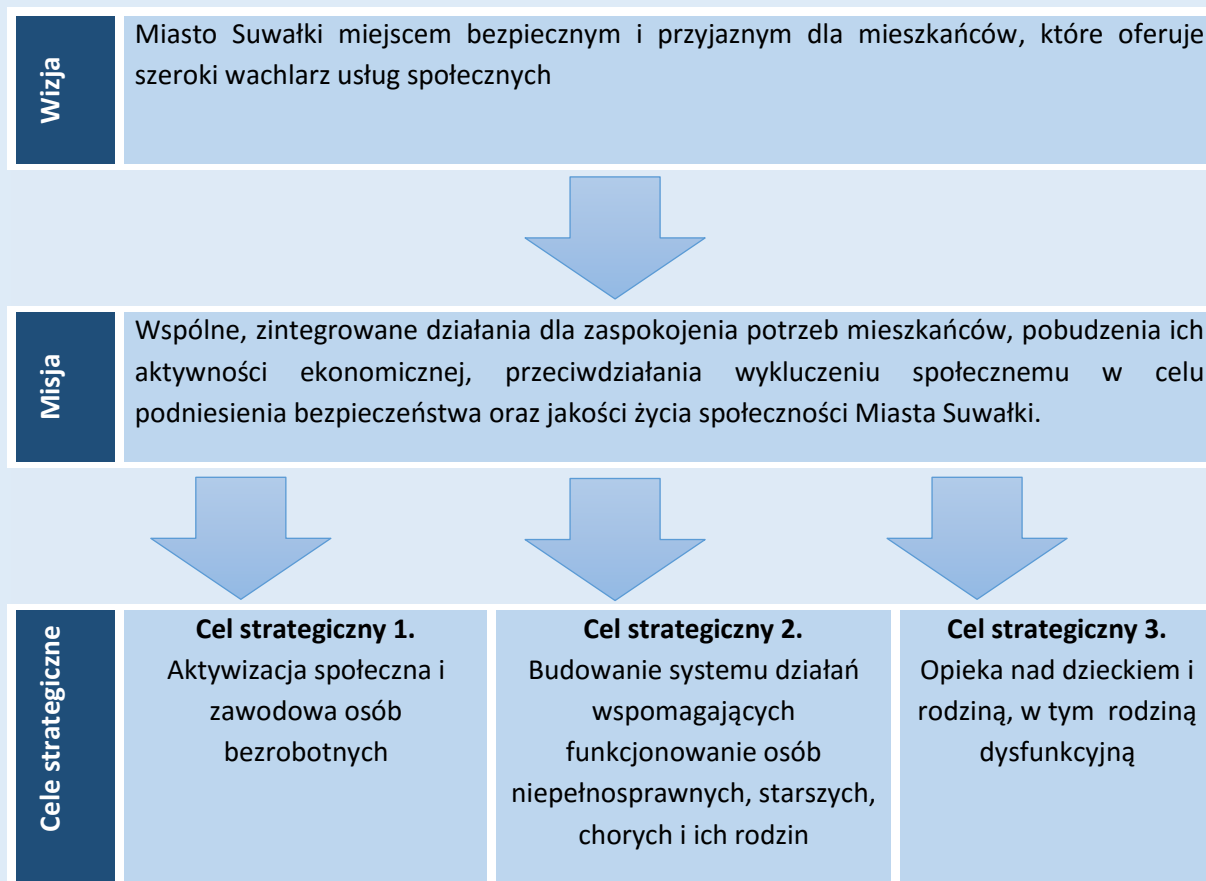 Wizja
Miasto Suwałki miejscem bezpiecznym i przyjaznym dla mieszkańców, które oferuje
szeroki wachlarz usług społecznych
Misja
Wspólne, zintegrowane działania dla zaspokojenia potrzeb mieszkańców, pobudzenia ich
aktywności ekonomicznej, przeciwdziałania wykluczeniu społecznemu w celu
podniesienia bezpieczeństwa oraz jakości życia społeczności Miasta Suwałki.
Cele strategiczne
Cel strategiczny 1.
Aktywizacja społeczna i
zawodowa osób
bezrobotnych
Cel strategiczny 2.
Budowanie systemu działań
wspomagających
funkcjonowanie osób
niepełnosprawnych, starszych,
chorych i ich rodzin
Cel strategiczny 3.
Opieka nad dzieckiem i
rodziną, w tym rodziną
dysfunkcyjną